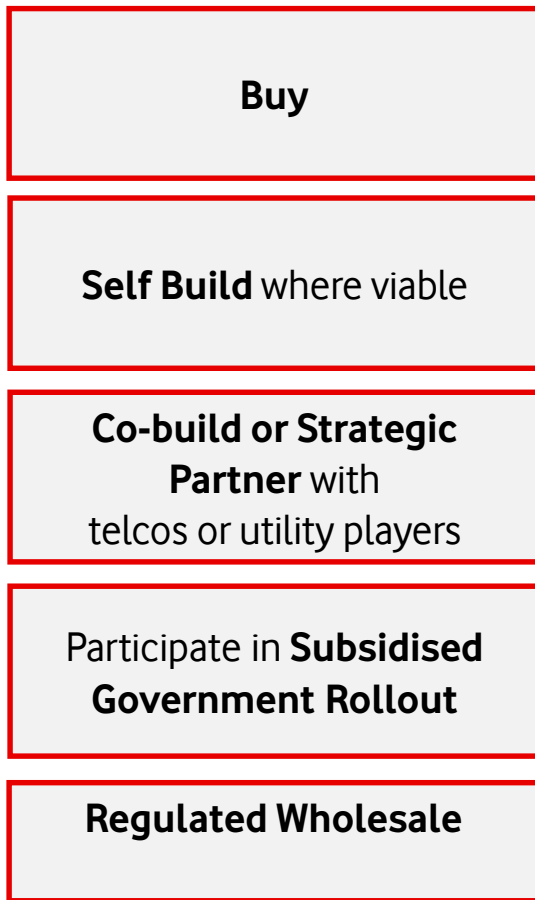 Buy
Self Build where viable
Co-build or Strategic
Partner with
telcos or utility players
Participate in Subsidised
Government Rollout
Regulated Wholesale